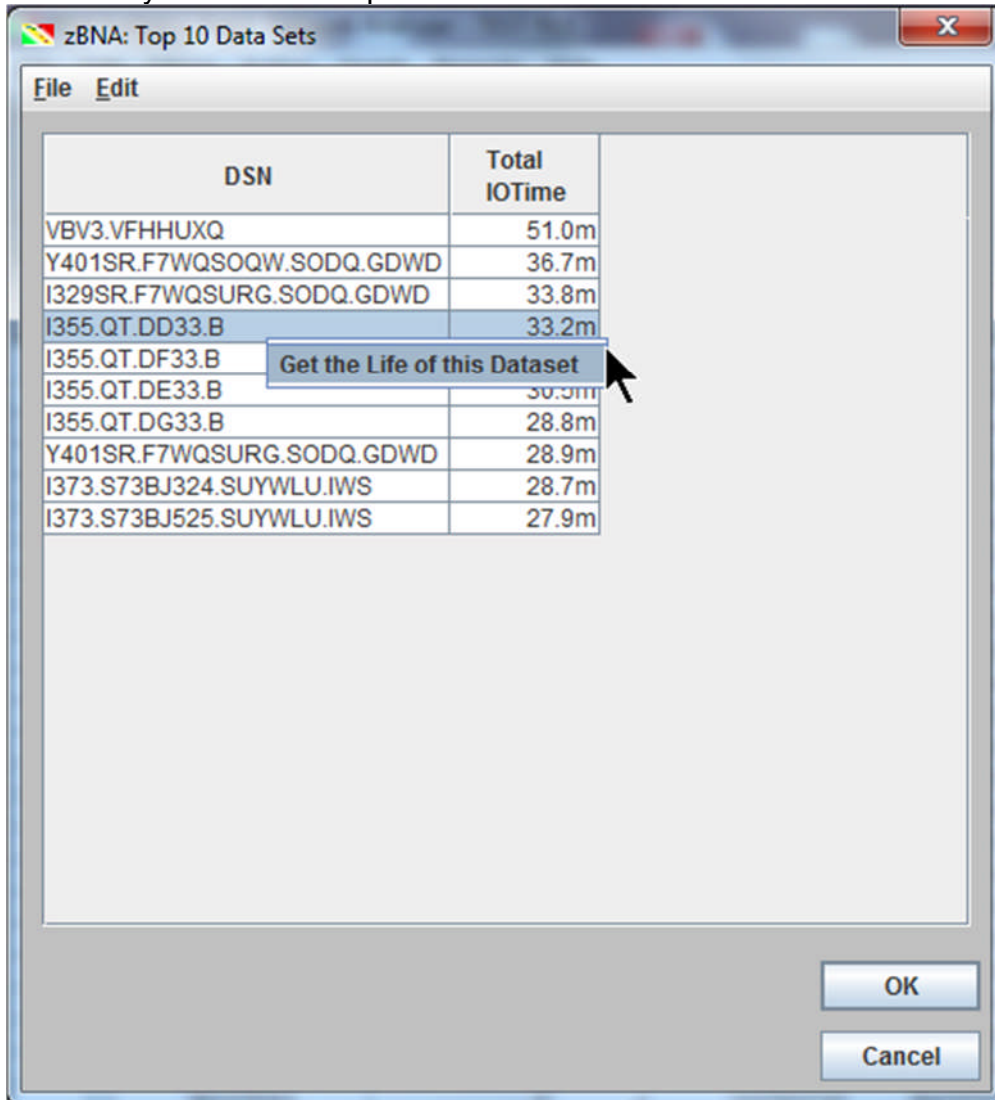 zBNA: Top 10 Data Sets
File Edit
DSN Total IOTime
VBV3.VFHHUXQ 51.0m
Y401SR.F7WQSOQW.SODQ.GDWD 36.7m
I329SR.F7WQSURG.SODQ.GDWD 33.8m
I355.QT.DD33.B 33.2m
I355.QT.DF33.B
Get the Life of this Dataset
I355.QT.DE33.B 30.5m
I355.QT.DG33.B 28.8m
Y401SR.F7WQSURG.SODQ.GDWD 28.9m
I373.S73BJ324.SUYWLU.IWS 28.7m
I373.S73BJ525.SUYWLU.IWS 27.9m
OK
Cancel